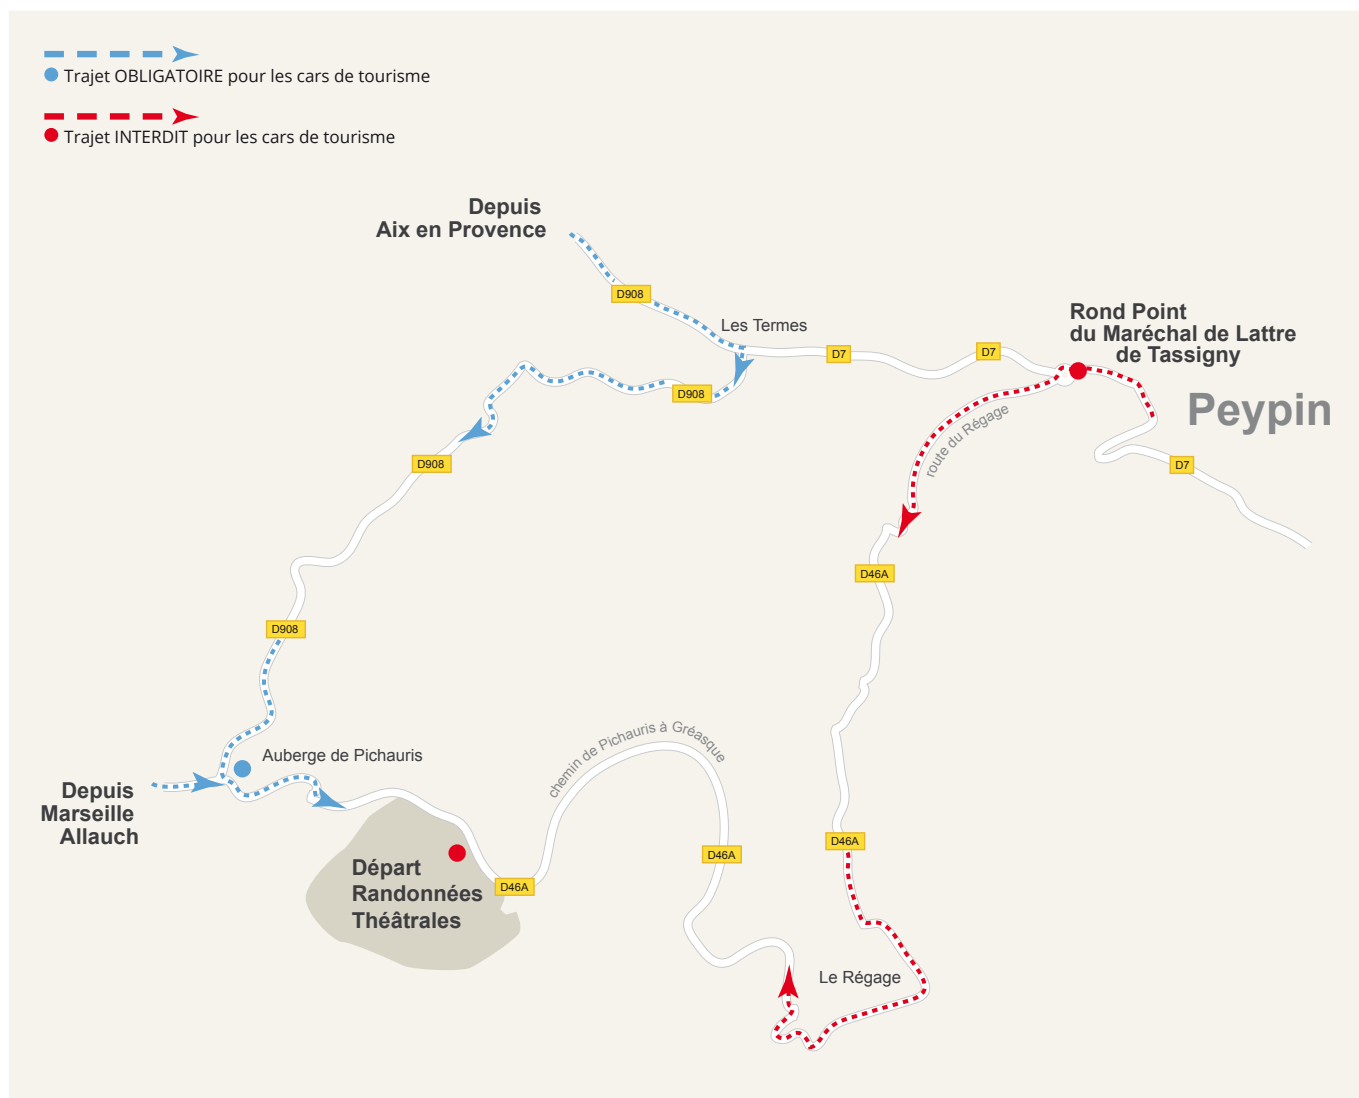 Trajet OBLIGATOIRE pour les cars de tourisme
Trajet INTERDIT pour les cars de tourisme
Depuis
Aix en Provence
D908
Les Termes
Rond Point
du Maréchal de Lattre
de Tassigny
D7
D7
D908
Peypin
route du Régage
D908
D7
D46A
D908
chemin de Pichauris à Gréasque
Auberge de Pichauris
Depuis
Marseille
Allauch
D46A
D46A
Départ
Randonnées
Théâtrales
D46A
Le Régage